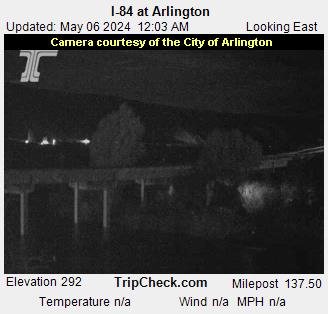 I-84 at Arlington
Updated: May 06 2024 12:03 AM Looking East
Camera courtesy of the City of Arlington
Elevation 292 TripCheck.com Milepost 137.50
Temperature n/a Wind n/a MPH n/a